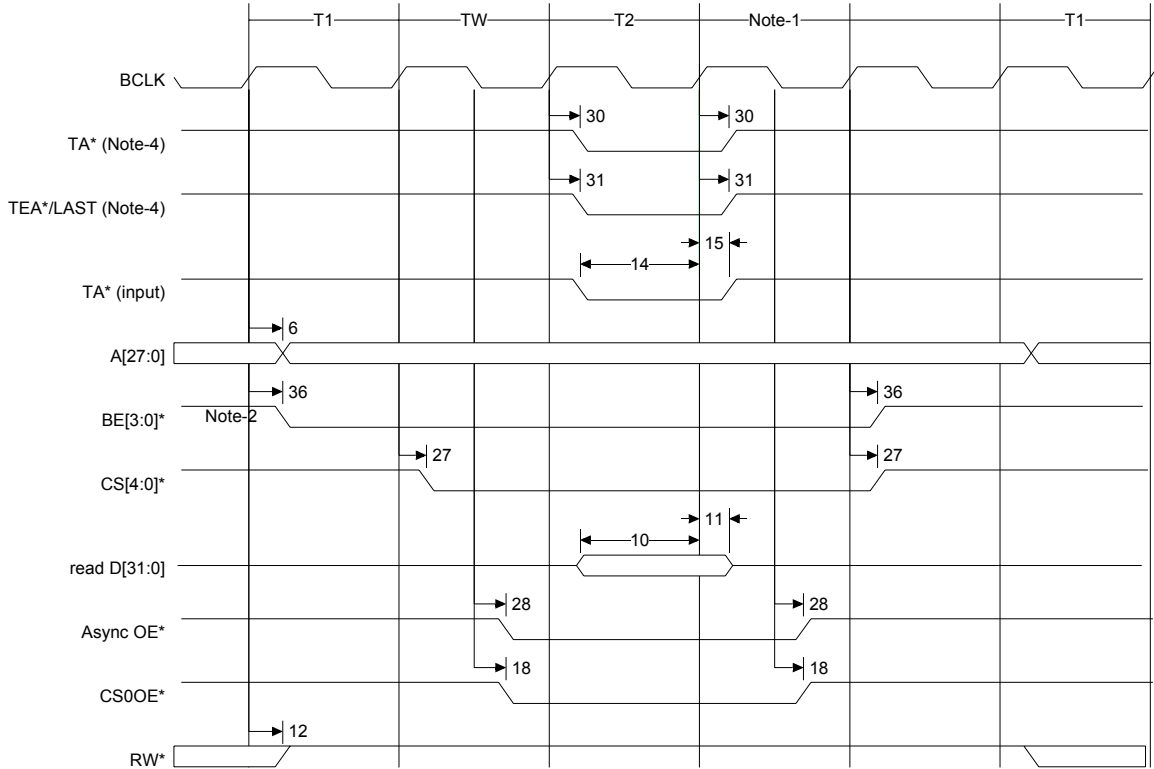 T1 TW T2 Note-1 T1
BCLK
30 30
TA* (Note-4)
31 31
TEA*/LAST (Note-4)
15
14
TA* (input)
6
A[27:0]
36 36
Note-2
BE[3:0]*
27 27
CS[4:0]*
11
10
read D[31:0]
28 28
Async OE*
18 18
CS0OE*
12
RW*